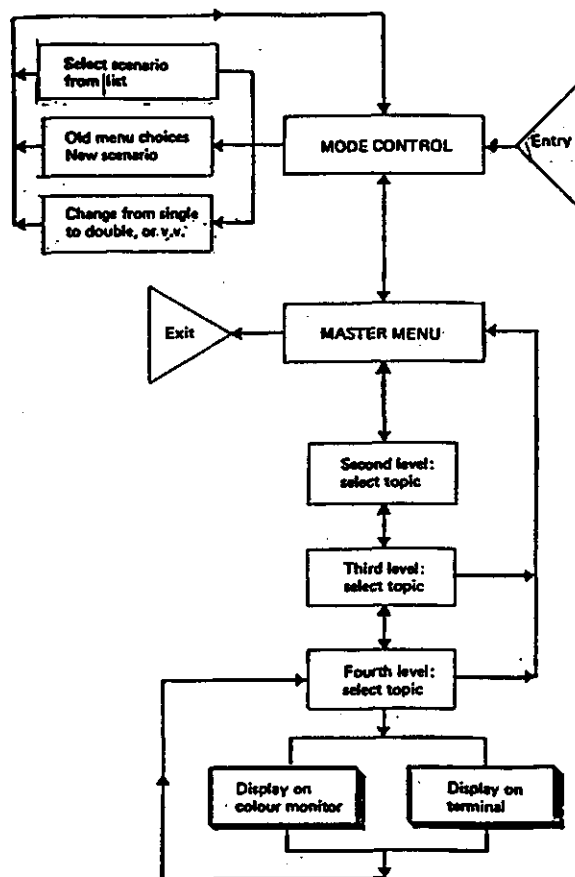 Select scenario
from list
Old menu choices
New scenario
Change from single
to double, or v.v.
MODE CONTROL
Entry
Exit
MASTER MENU
Second level:
select topic
Third level:
select topic
Fourth level:
select topic
Display on
colour monitor
Display on
terminal